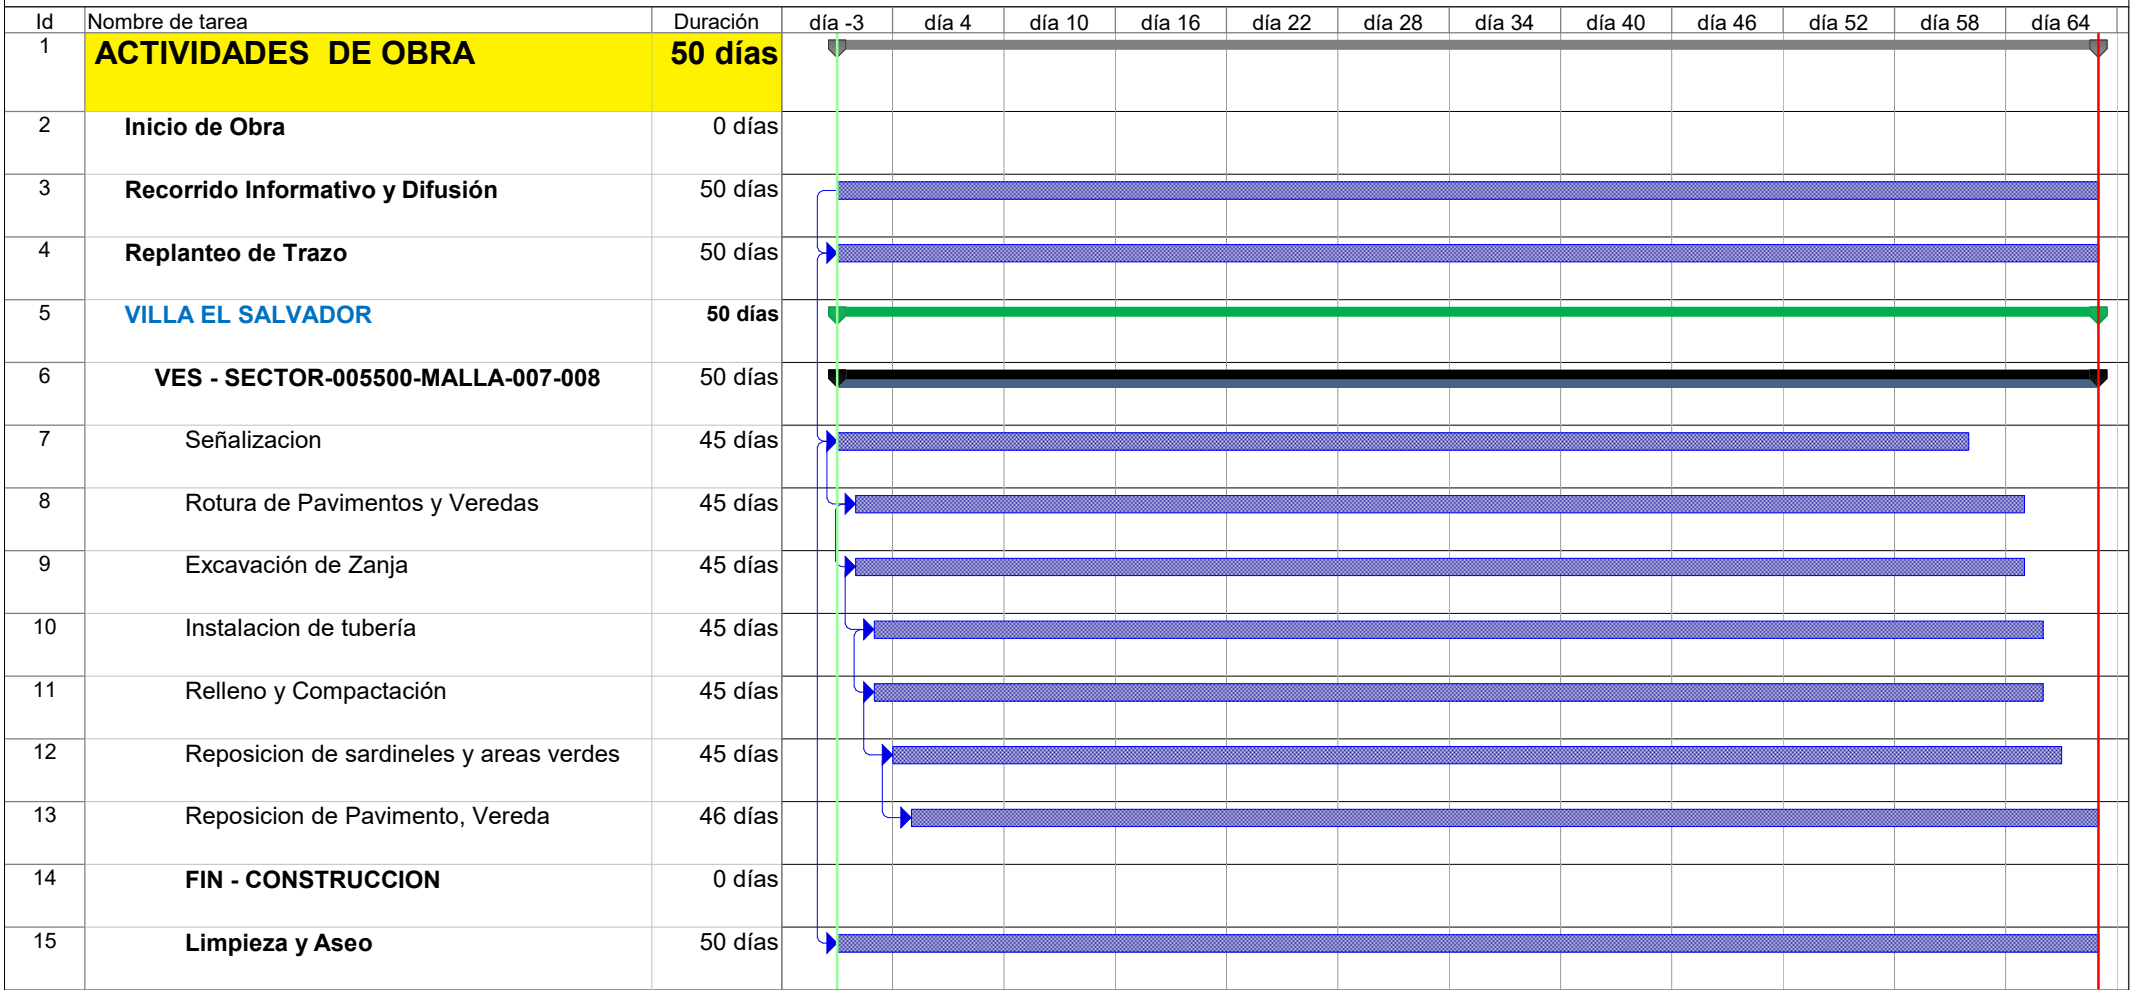 Id Nombre de tarea Duración día -3 día 4 día 10 día 16 día 22 día 28 día 34 día 40 día 46 día 52 día 58 día 64
1 ACTIVIDADES DE OBRA 50 días
2 Inicio de Obra 0 días
3 Recorrido Informativo y Difusión 50 días
4 Replanteo de Trazo 50 días
5 VILLA EL SALVADOR 50 días
6 VES - SECTOR-005500-MALLA-007-008 50 días
7 Señalizacion 45 días
8 Rotura de Pavimentos y Veredas 45 días
9 Excavación de Zanja 45 días
10 Instalacion de tubería 45 días
11 Relleno y Compactación 45 días
12 Reposicion de sardineles y areas verdes 45 días
13 Reposicion de Pavimento, Vereda 46 días
14 FIN - CONSTRUCCION 0 días
15 Limpieza y Aseo 50 días